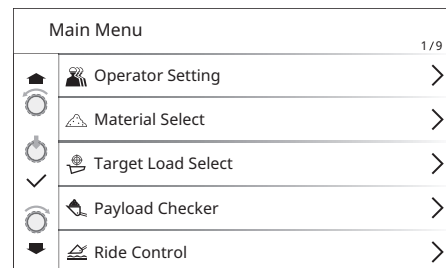 Main Menu
1/9
Operator Setting
Material Select
Target Load Select
Payload Checker
Ride Control